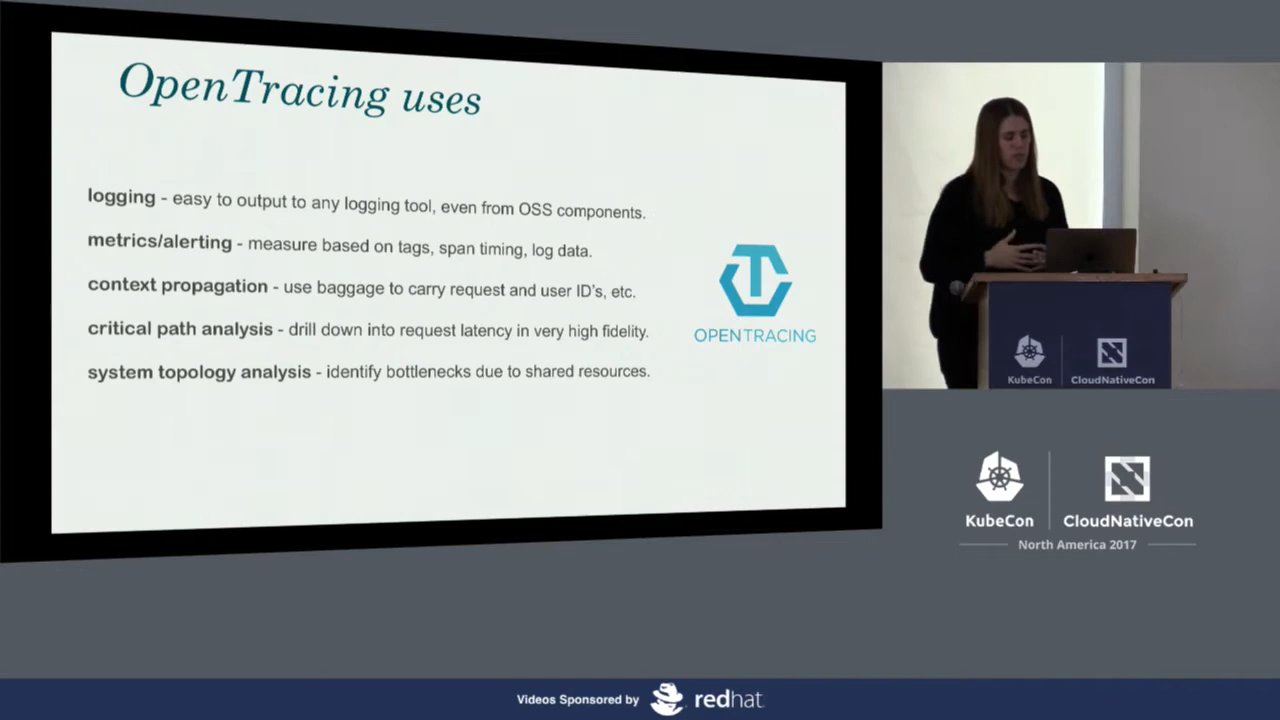 OpenTracing uses
logging - easy to output to any logging tool, even from OSS components.
metrics/alerting - measure based on tags, span timing, log data.
context propagation - use baggage to carry request and user ID's, etc.
critical path analysis - drill down into request latency in very high fidelity.
system topology analysis - identify bottlenecks due to shared resources.
OPENTRACING
KubeCon CloudNativeCon
KubeCon CloudNativeCon
North America 2017
Videos Sponsored by redhat